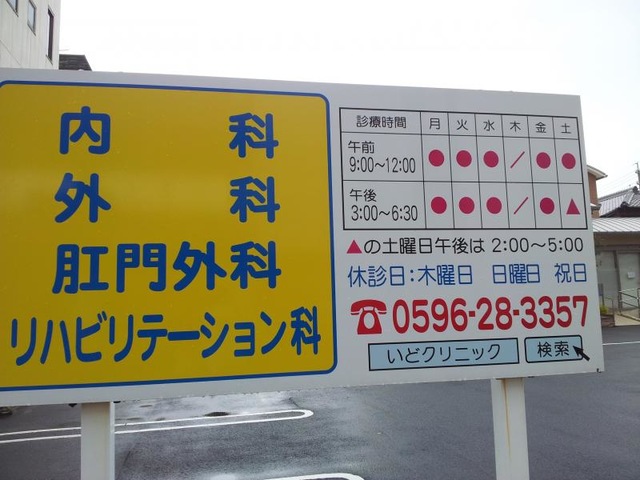 内科
外科
肛門外科
リハビリテーション科
診療時間 月 火 水 木 金 土
午前 9:00～12:00 ● ● ● ／ ● ●
午後 3:00～6:30 ● ● ● ／ ● ▲
▲の土曜日午後は 2:00～5:00
休診日:木曜日 日曜日 祝日
☎0596-28-3357
いどクリニック 検索